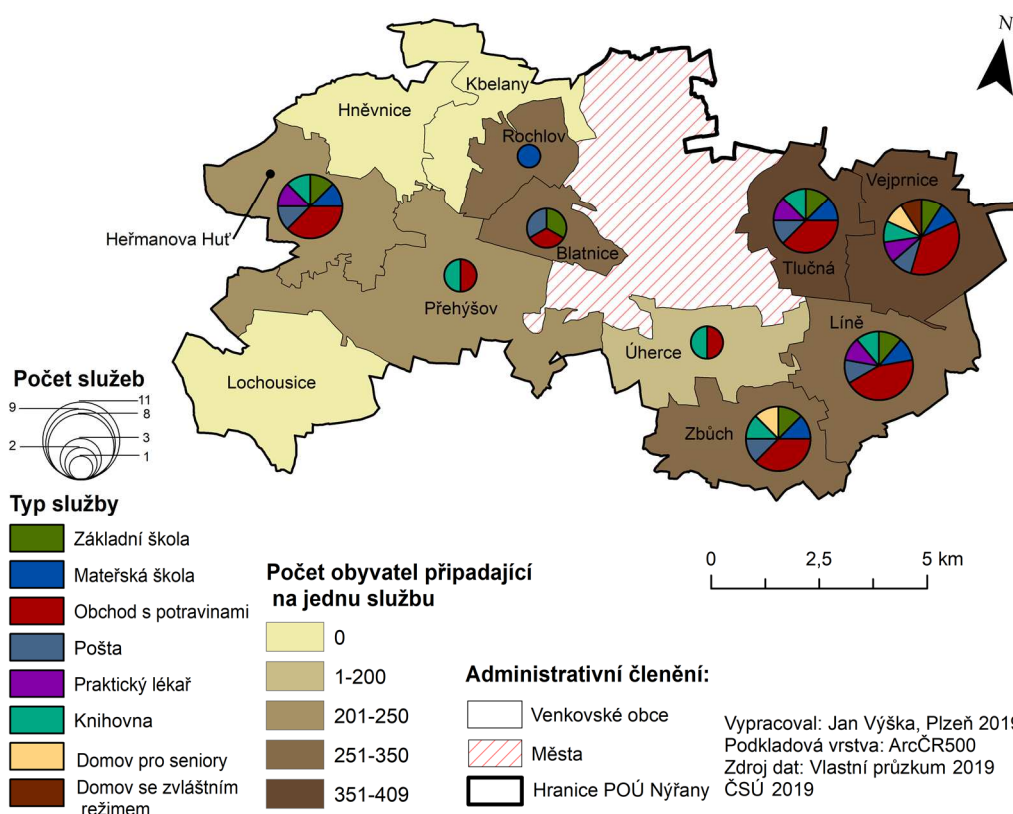 N
Kbelany
Hněvnice
Rochlov
Vejprnice
Heřmanova Huť
Blatnice
Tlučná
Přehýšov
Líně
Úherce
Lochousice
Zbůch
Počet služeb
11
9
8
3
2
1
Typ služby
Základní škola
Mateřská škola
Obchod s potravinami
Pošta
Praktický lékař
Knihovna
Domov pro seniory
Domov se zvláštním
režimem
Počet obyvatel připadající
na jednu službu
0
1-200
201-250
251-350
351-409
0 2,5 5 km
Administrativní členění:
Venkovské obce
Města
Hranice POÚ Nýřany
Vypracoval: Jan Výška, Plzeň 2019
Podkladová vrstva: ArcČR500
Zdroj dat: Vlastní průzkum 2019
ČSÚ 2019